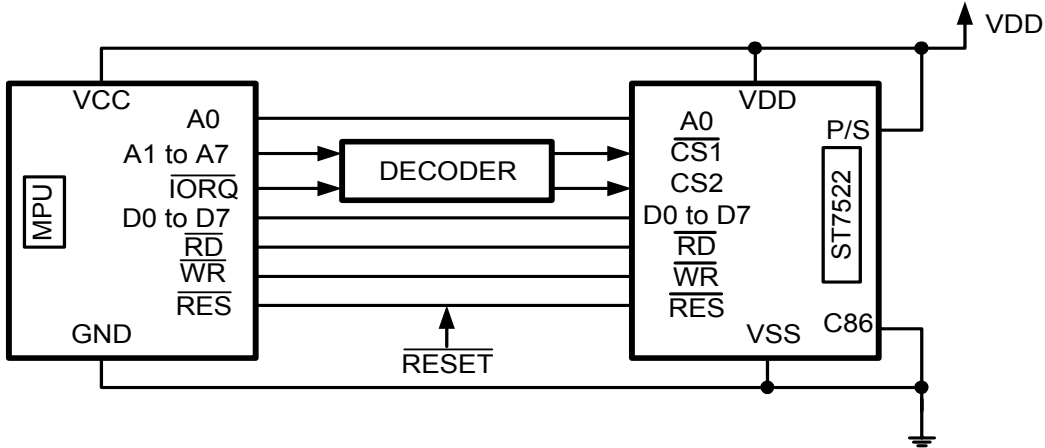 VDD
VCC
A0
A1 to A7
IORQ
D0 to D7
RD
WR
RES
GND
MPU
DECODER
RESET
VDD
A0
CS1
CS2
D0 to D7
RD
WR
RES
VSS
P/S
ST7522
C86